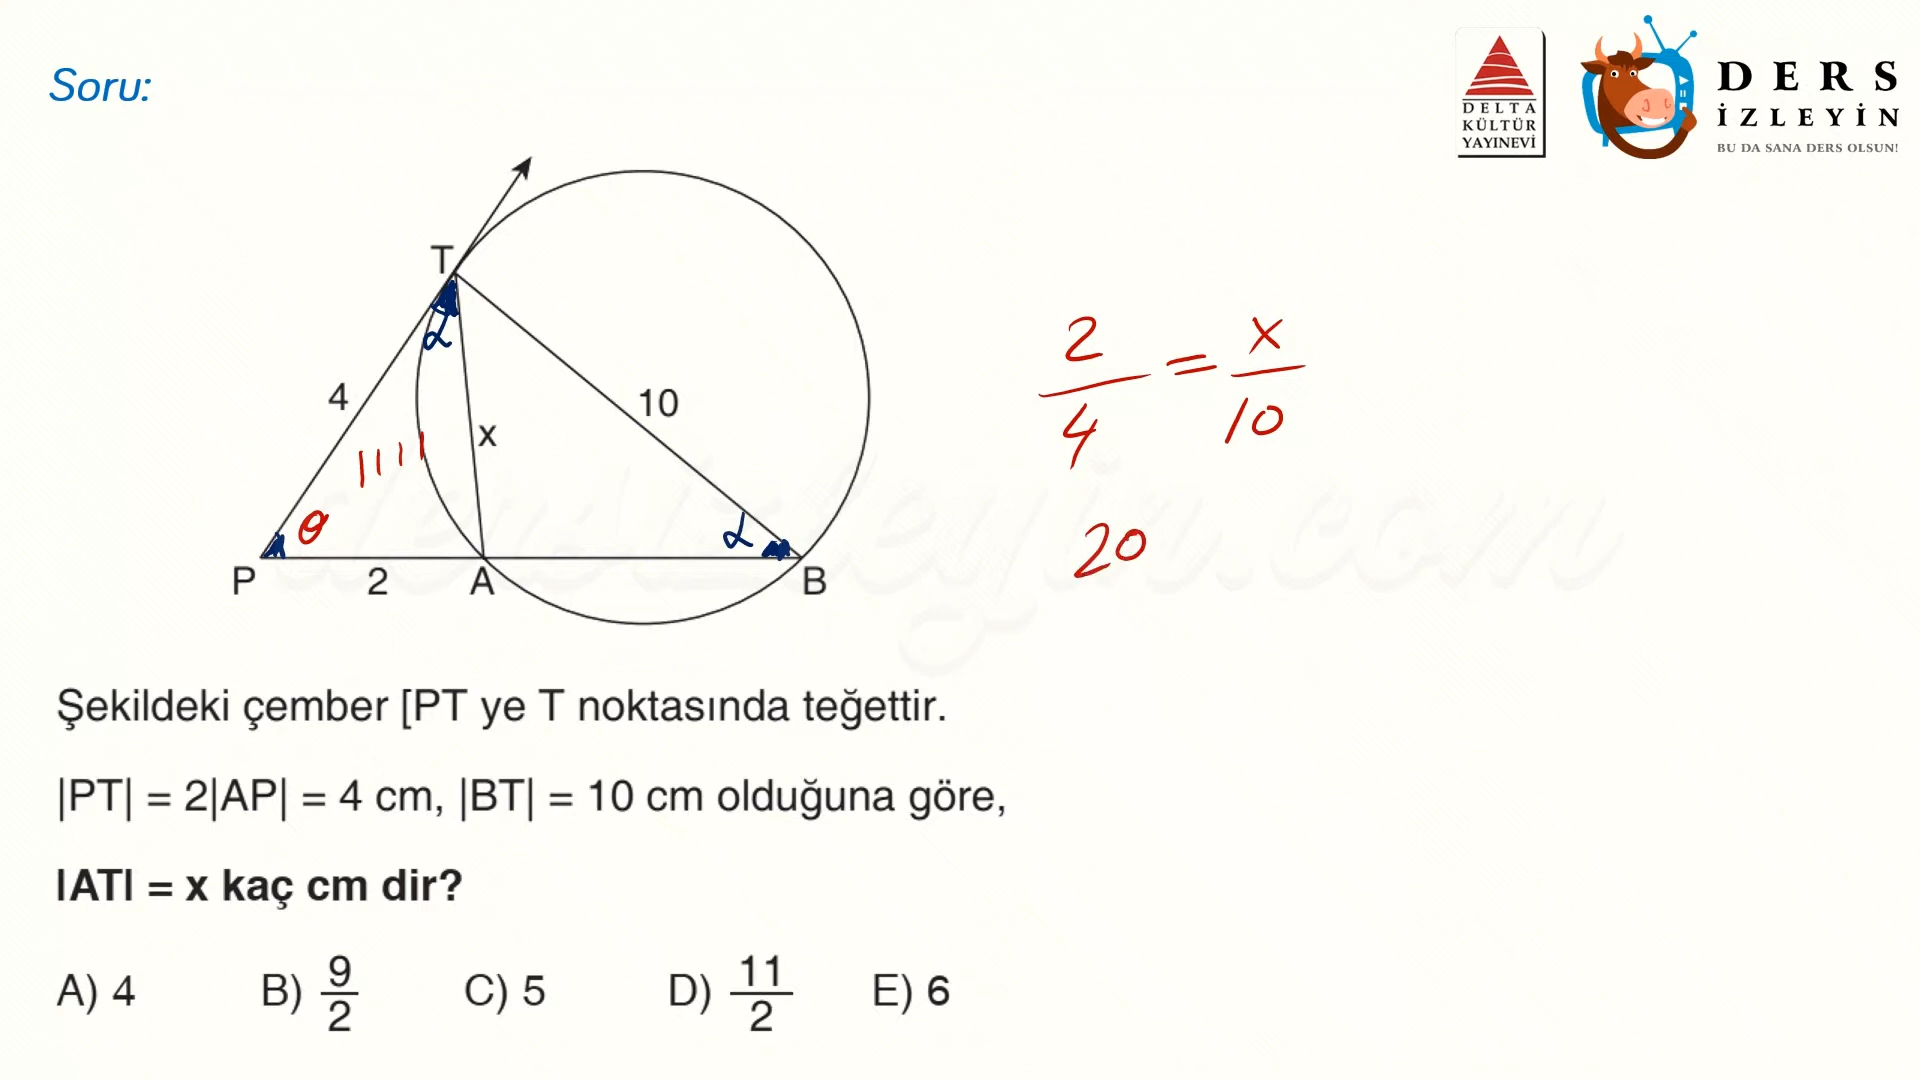 Soru:
DELTA
KÜLTÜR
YAYINEVİ
DERS
İZLEYİN
BU DA SANA DERS OLSUN!
T
α
4
10
x
θ
α
P
2
A
B
2/4 = x/10
20
dersizleyin.com
Şekildeki çember [PT ye T noktasında teğettir.
|PT| = 2|AP| = 4 cm, |BT| = 10 cm olduğuna göre,
|AT| = x kaç cm dir?
A) 4 B) 9/2 C) 5 D) 11/2 E) 6